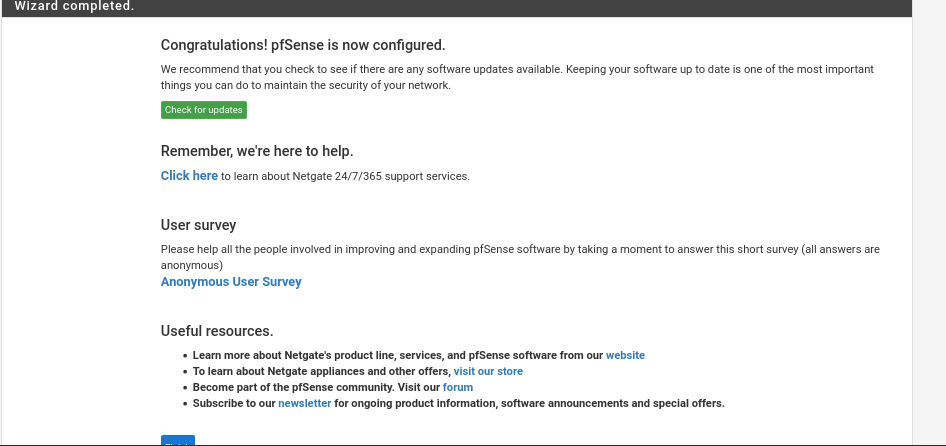 Wizard completed.
Congratulations! pfSense is now configured.
We recommend that you check to see if there are any software updates available. Keeping your software up to date is one of the most important
things you can do to maintain the security of your network.
Check for updates
Remember, we're here to help.
Click here to learn about Netgate 24/7/365 support services.
User survey
Please help all the people involved in improving and expanding pfSense software by taking a moment to answer this short survey (all answers are
anonymous)
Anonymous User Survey
Useful resources.
• Learn more about Netgate's product line, services, and pfSense software from our website
• To learn about Netgate appliances and other offers, visit our store
• Become part of the pfSense community. Visit our forum
• Subscribe to our newsletter for ongoing product information, software announcements and special offers.